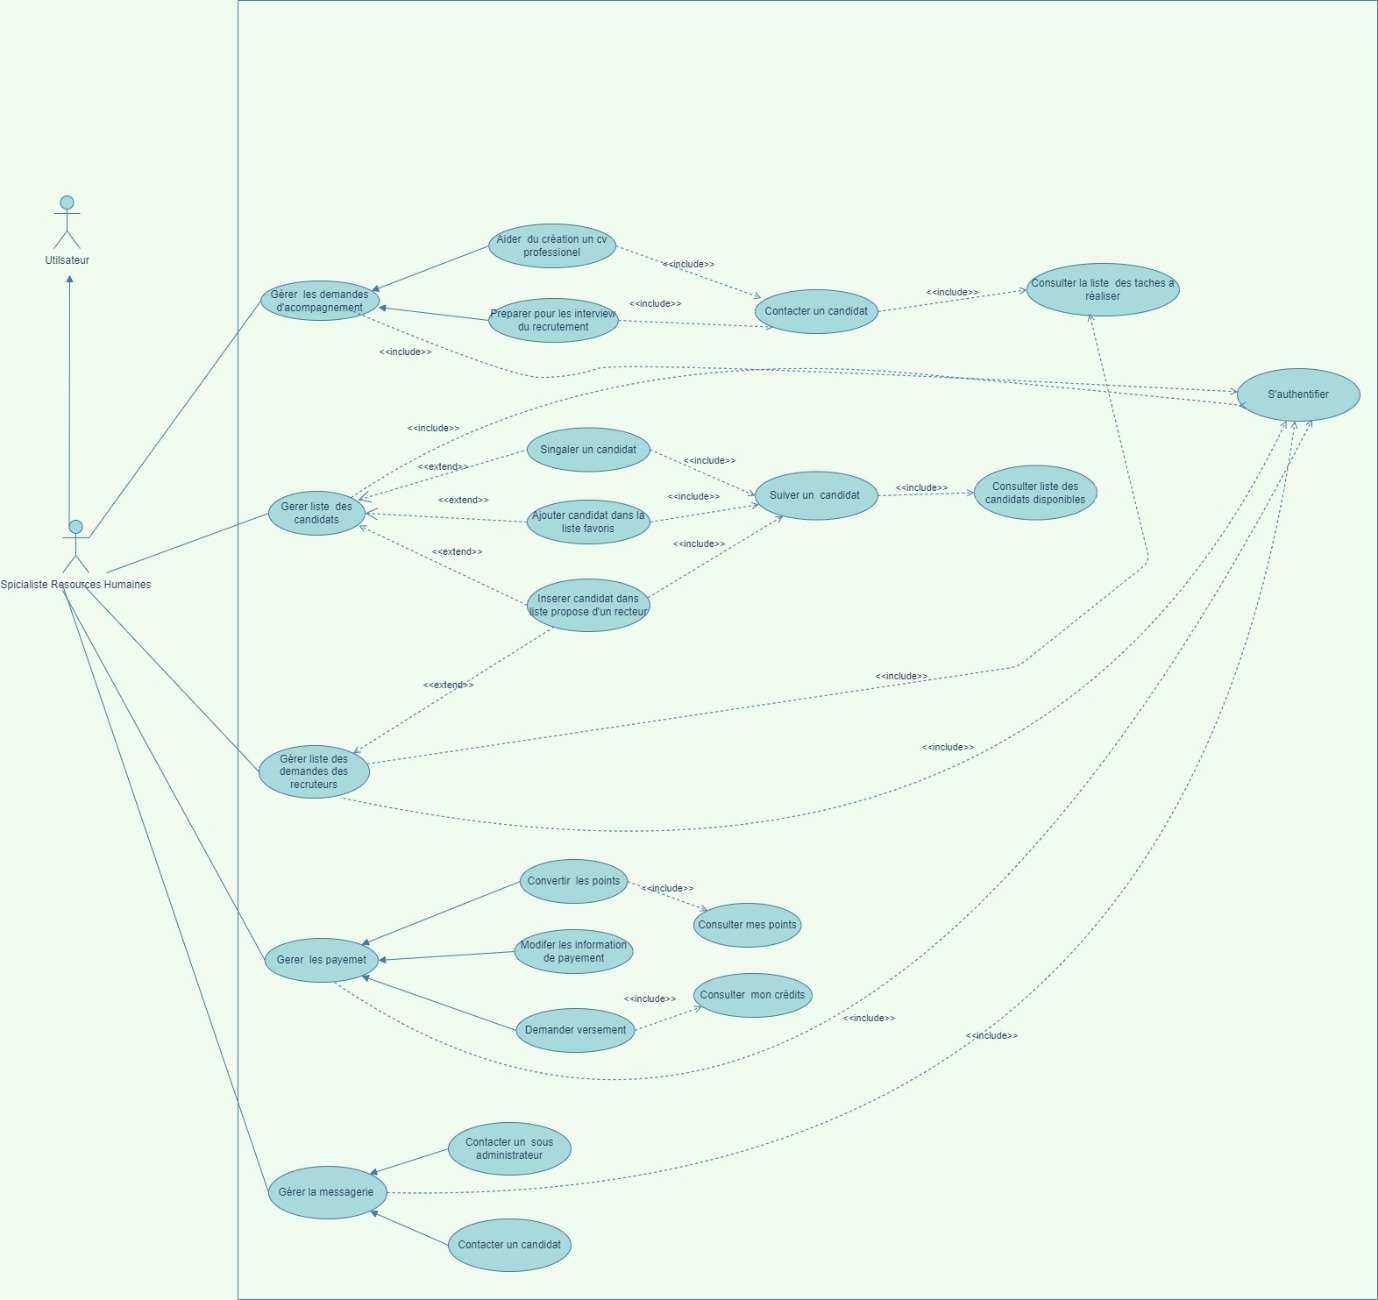 Utilsateur
Spicialiste Resources Humaines
Aider  du création un cv
professionel
<<include>>
Gérer  les demandes
d'acompagnement
Preparer pour les interview
du recrutement
<<include>>
Contacter un candidat
<<include>>
Consulter la liste  des taches a
réaliser
<<include>>
S'authentifier
<<include>>
Singaler un candidat
<<extend>>
<<include>>
Gerer liste  des
candidats
<<extend>>
Ajouter candidat dans la
liste favoris
<<include>>
Suiver un  candidat
<<include>>
Consulter liste des
candidats disponibles
<<extend>>
<<include>>
Inserer candidat dans
liste propose d'un recteur
<<extend>>
<<include>>
Gérer liste des
demandes des
recruteurs
<<include>>
Convertir  les points
<<include>>
Consulter mes points
Gerer  les payemet
Modifer les information
de payement
Consulter  mon crédits
<<include>>
Demander versement
<<include>>
<<include>>
Contacter un  sous
administrateur
Gérer la messagerie
Contacter un candidat